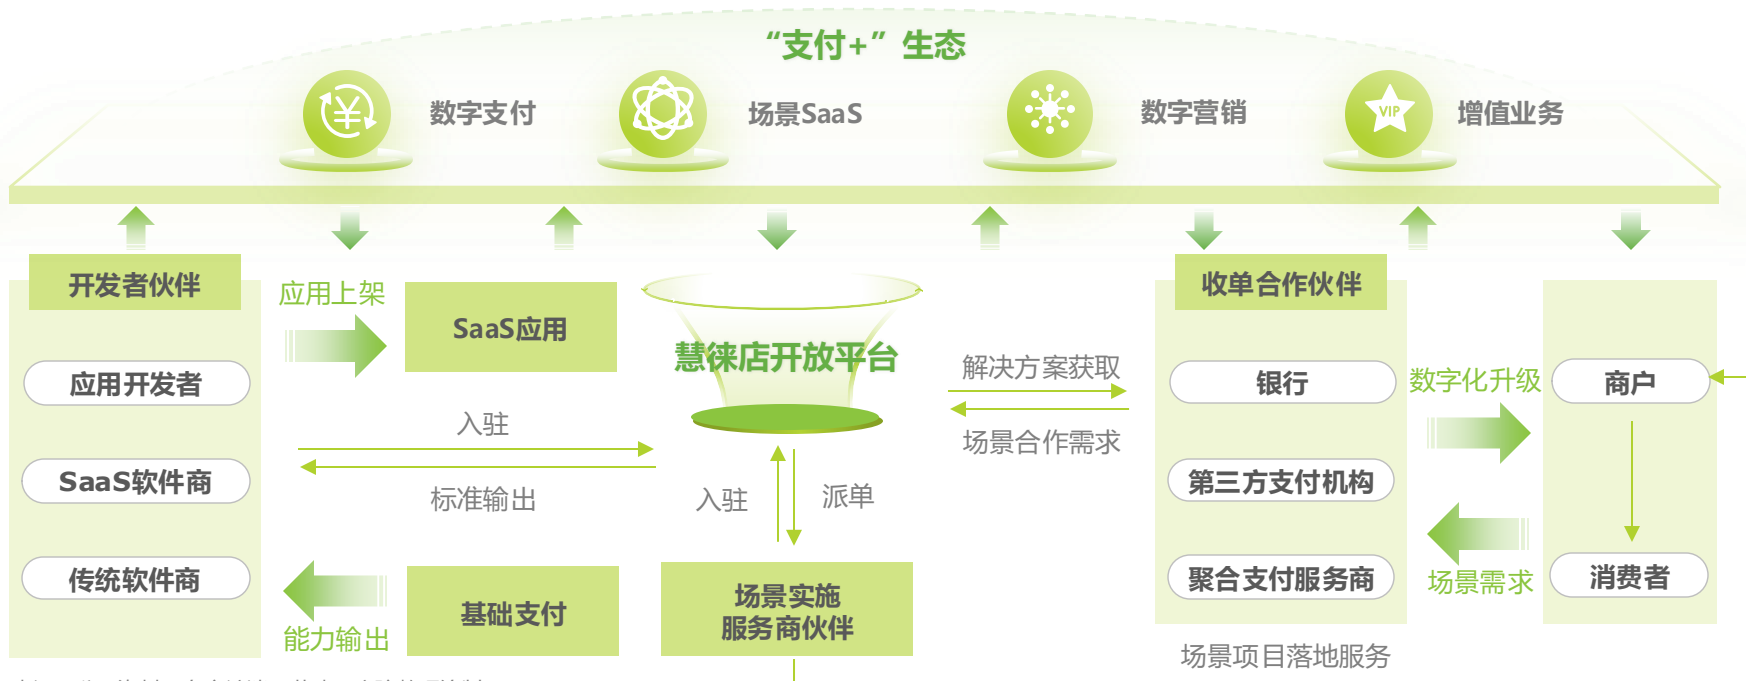 “支付+”生态
数字支付
场景SaaS
数字营销
VIP
增值业务
开发者伙伴
应用上架
SaaS应用
慧徕店开放平台
收单合作伙伴
应用开发者
解决方案获取
银行
数字化升级
商户
入驻
场景合作需求
SaaS软件商
标准输出
入驻
派单
第三方支付机构
传统软件商
基础支付
场景实施
服务商伙伴
聚合支付服务商
场景需求
消费者
能力输出
场景项目落地服务